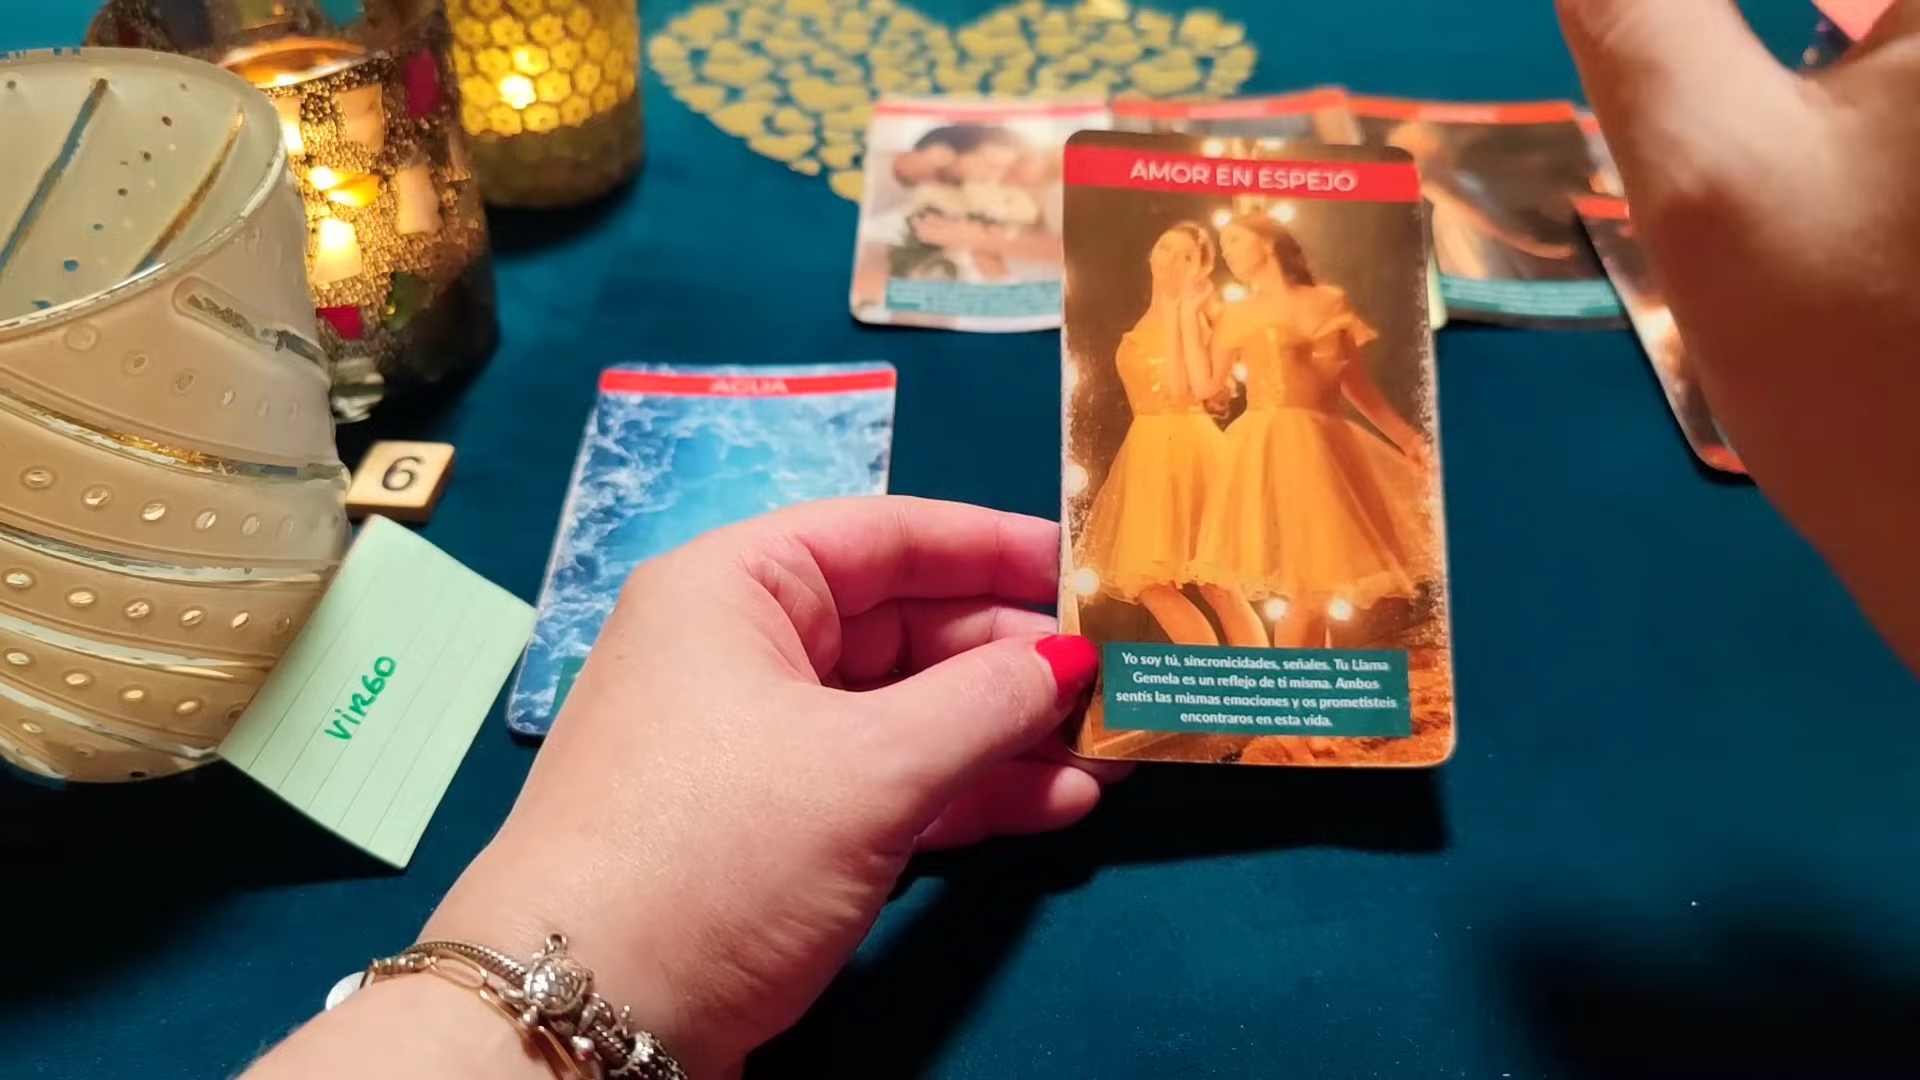 AMOR EN ESPEJO
AGUA
6
Virgo
Yo soy tú, sincronicidades, señales. Tu Llama
Gemela es un reflejo de ti misma. Ambos
sentís las mismas emociones y os prometisteis
encontraros en esta vida.